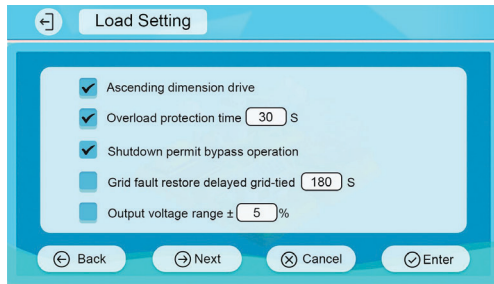 Load Setting
Ascending dimension drive
Overload protection time 30 S
Shutdown permit bypass operation
Grid fault restore delayed grid-tied 180 S
Output voltage range ± 5 %
Back Next Cancel Enter